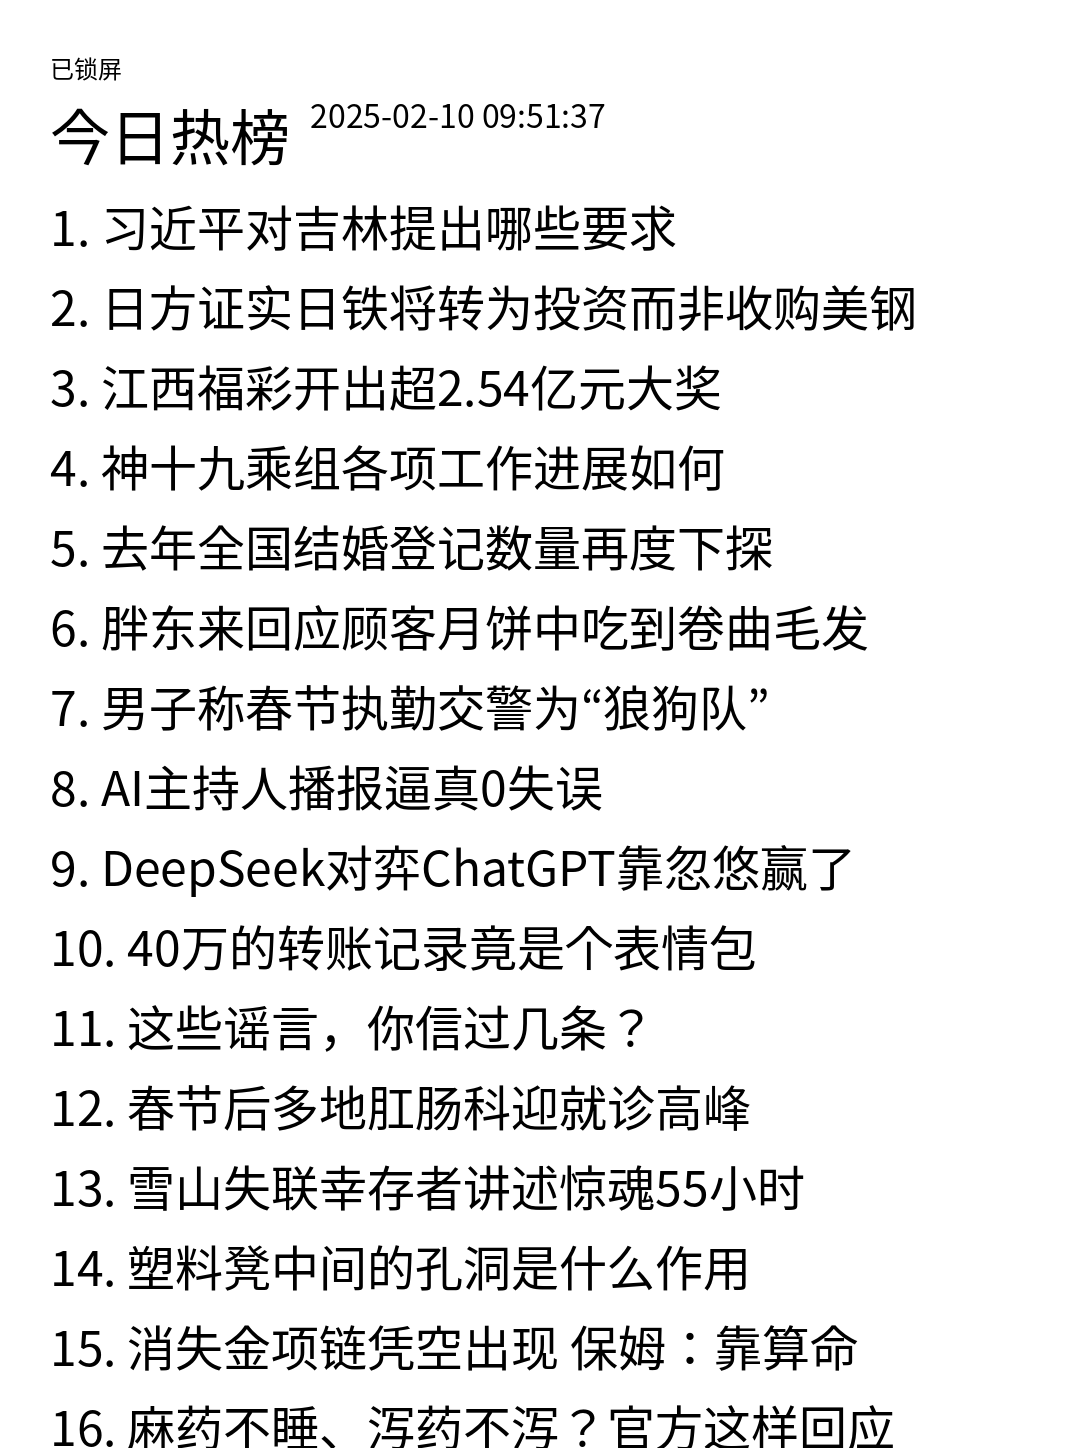 已锁屏
今日热榜 2025-02-10 09:51:37
1. 习近平对吉林提出哪些要求
2. 日方证实日铁将转为投资而非收购美钢
3. 江西福彩开出超2.54亿元大奖
4. 神十九乘组各项工作进展如何
5. 去年全国结婚登记数量再度下探
6. 胖东来回应顾客月饼中吃到卷曲毛发
7. 男子称春节执勤交警为“狼狗队”
8. AI主持人播报逼真0失误
9. DeepSeek对弈ChatGPT靠忽悠赢了
10. 40万的转账记录竟是个表情包
11. 这些谣言，你信过几条？
12. 春节后多地肛肠科迎就诊高峰
13. 雪山失联幸存者讲述惊魂55小时
14. 塑料凳中间的孔洞是什么作用
15. 消失金项链凭空出现 保姆：靠算命
16. 麻药不睡、泻药不泻？官方这样回应